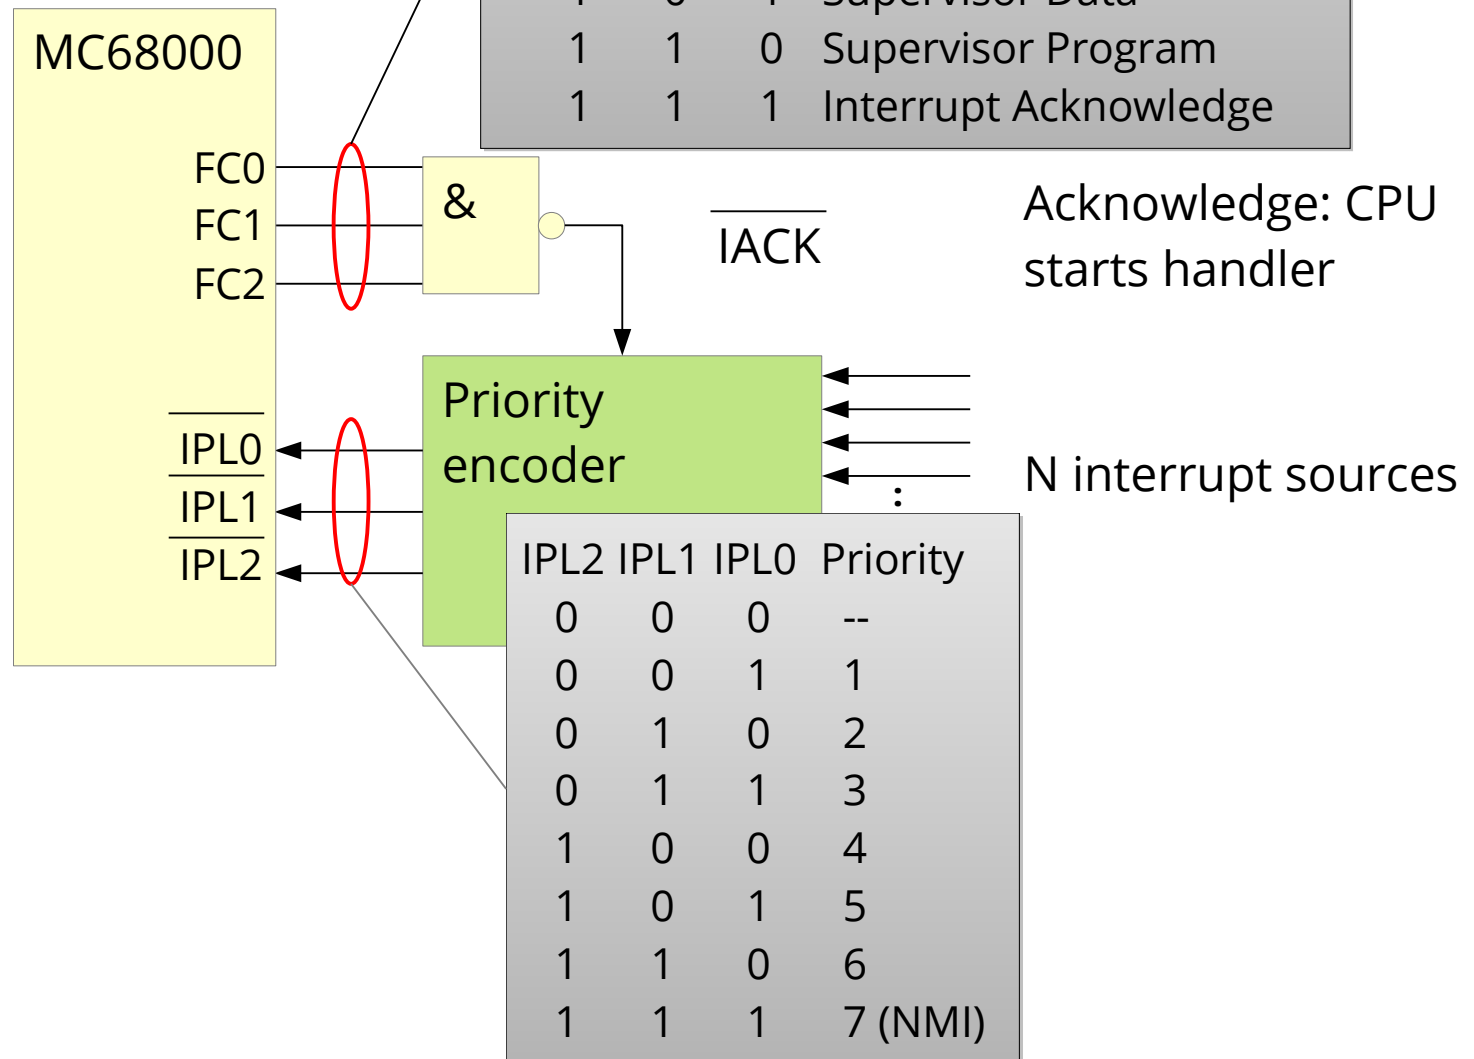 MC68000
1 0 1 Supervisor Data
1 1 0 Supervisor Program
1 1 1 Interrupt Acknowledge
FC0
FC1
FC2
&
IACK
Acknowledge: CPU
starts handler
Priority
encoder
IPL0
IPL1
IPL2
N interrupt sources
:
IPL2 IPL1 IPL0 Priority
0 0 0 --
0 0 1 1
0 1 0 2
0 1 1 3
1 0 0 4
1 0 1 5
1 1 0 6
1 1 1 7 (NMI)